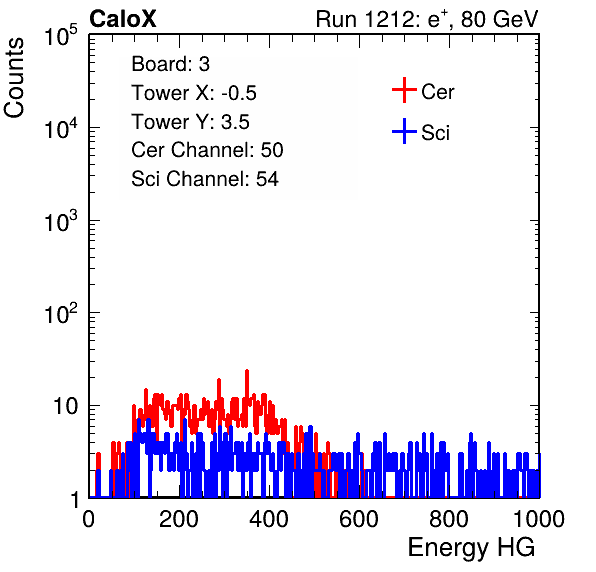 CaloX Run 1212: e⁺, 80 GeV
Counts
10⁵
10⁴
10³
10²
10
1
Board: 3
Tower X: -0.5
Tower Y: 3.5
Cer Channel: 50
Sci Channel: 54
Cer
Sci
0 200 400 600 800 1000
Energy HG